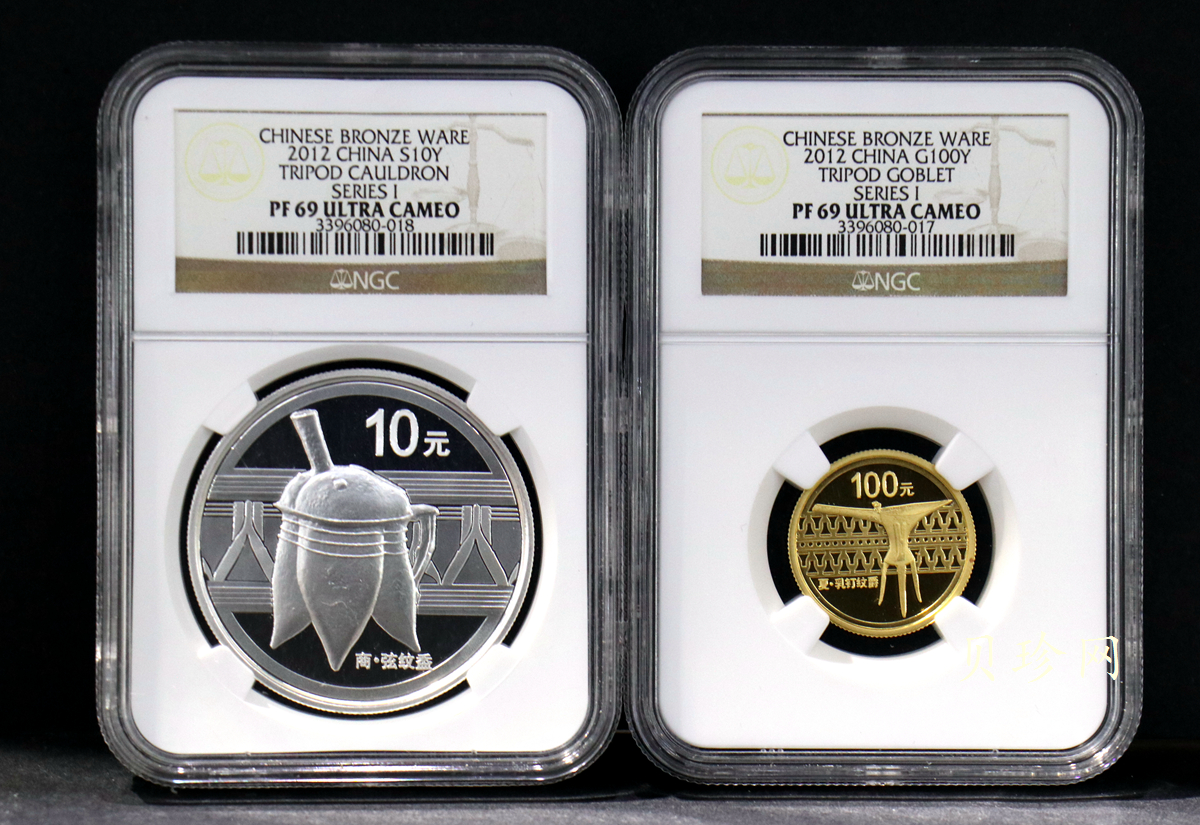 CHINESE BRONZE WARE
2012 CHINA S10Y
TRIPOD CAULDRON
SERIES I
PF 69 ULTRA CAMEO
3396080-018
NGC
10元
商·弦纹盉
CHINESE BRONZE WARE
2012 CHINA G100Y
TRIPOD GOBLET
SERIES I
PF 69 ULTRA CAMEO
3396080-017
NGC
100元
夏·乳钉纹爵
贝珍网